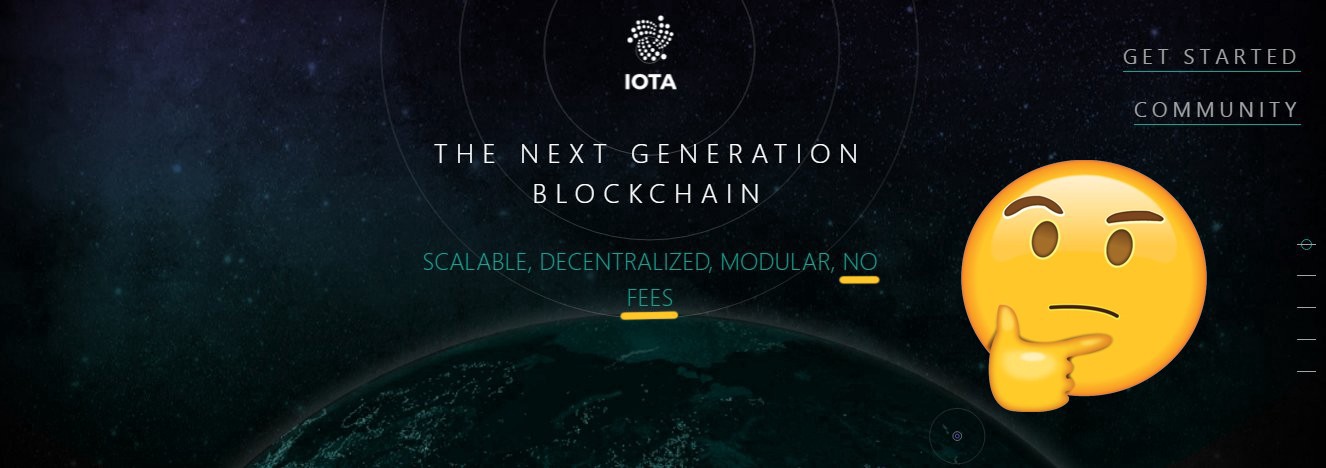 IOTA
GET STARTED
COMMUNITY
THE NEXT GENERATION
BLOCKCHAIN
SCALABLE, DECENTRALIZED, MODULAR, NO
FEES